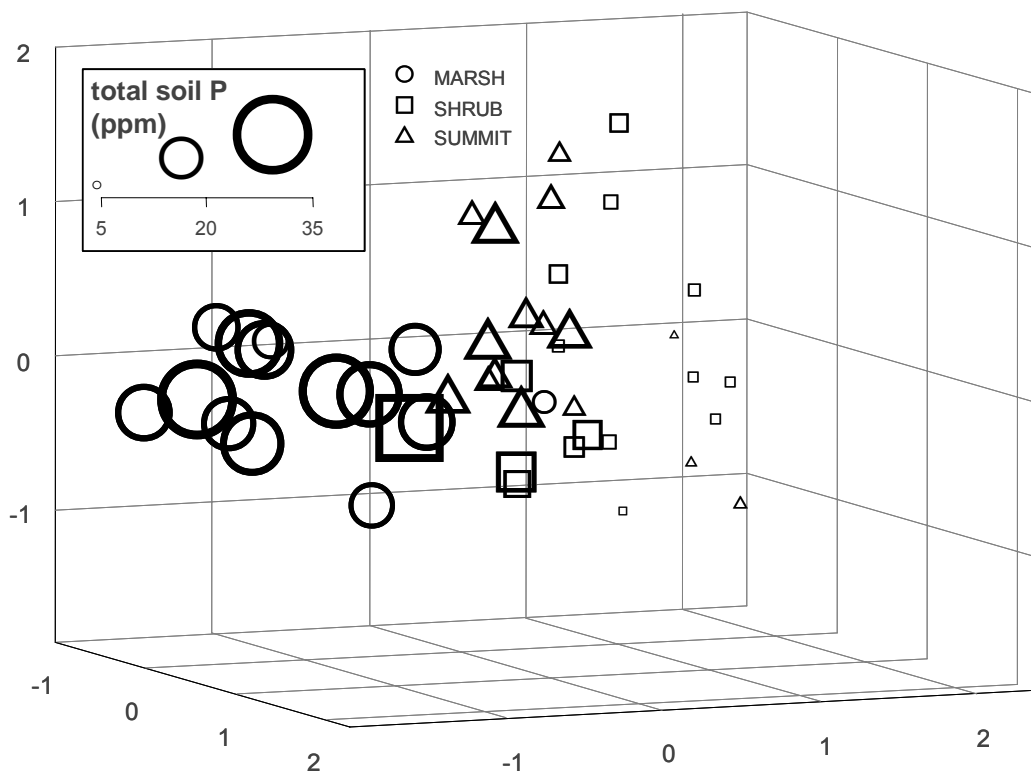 2
total soil P
(ppm)
MARSH
SHRUB
SUMMIT
1
5 20 35
0
-1
-1 0 1 2
-1 0 1 2